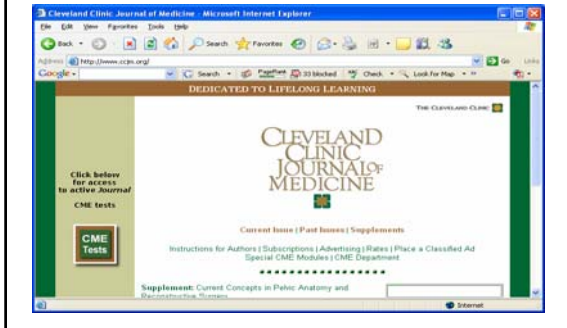 Cleveland Clinic Journal of Medicine - Microsoft Internet Explorer
File Edit View Favorites Tools Help
Back Search Favorites
Address http://www.ccjm.org/ Go Links
Google Search PageRank 33 blocked Check Look for Map
DEDICATED TO LIFELONG LEARNING
THE CLEVELAND CLINIC
CLEVELAND
CLINIC
JOURNAL OF
MEDICINE
Click below
for access
to active Journal
CME tests
CME
Tests
Current Issue | Past Issues | Supplements
Instructions for Authors | Subscriptions | Advertising | Rates | Place a Classified Ad
Special CME Modules | CME Department
Supplement: Current Concepts in Pelvic Anatomy and
Reconstructive Surgery
Internet